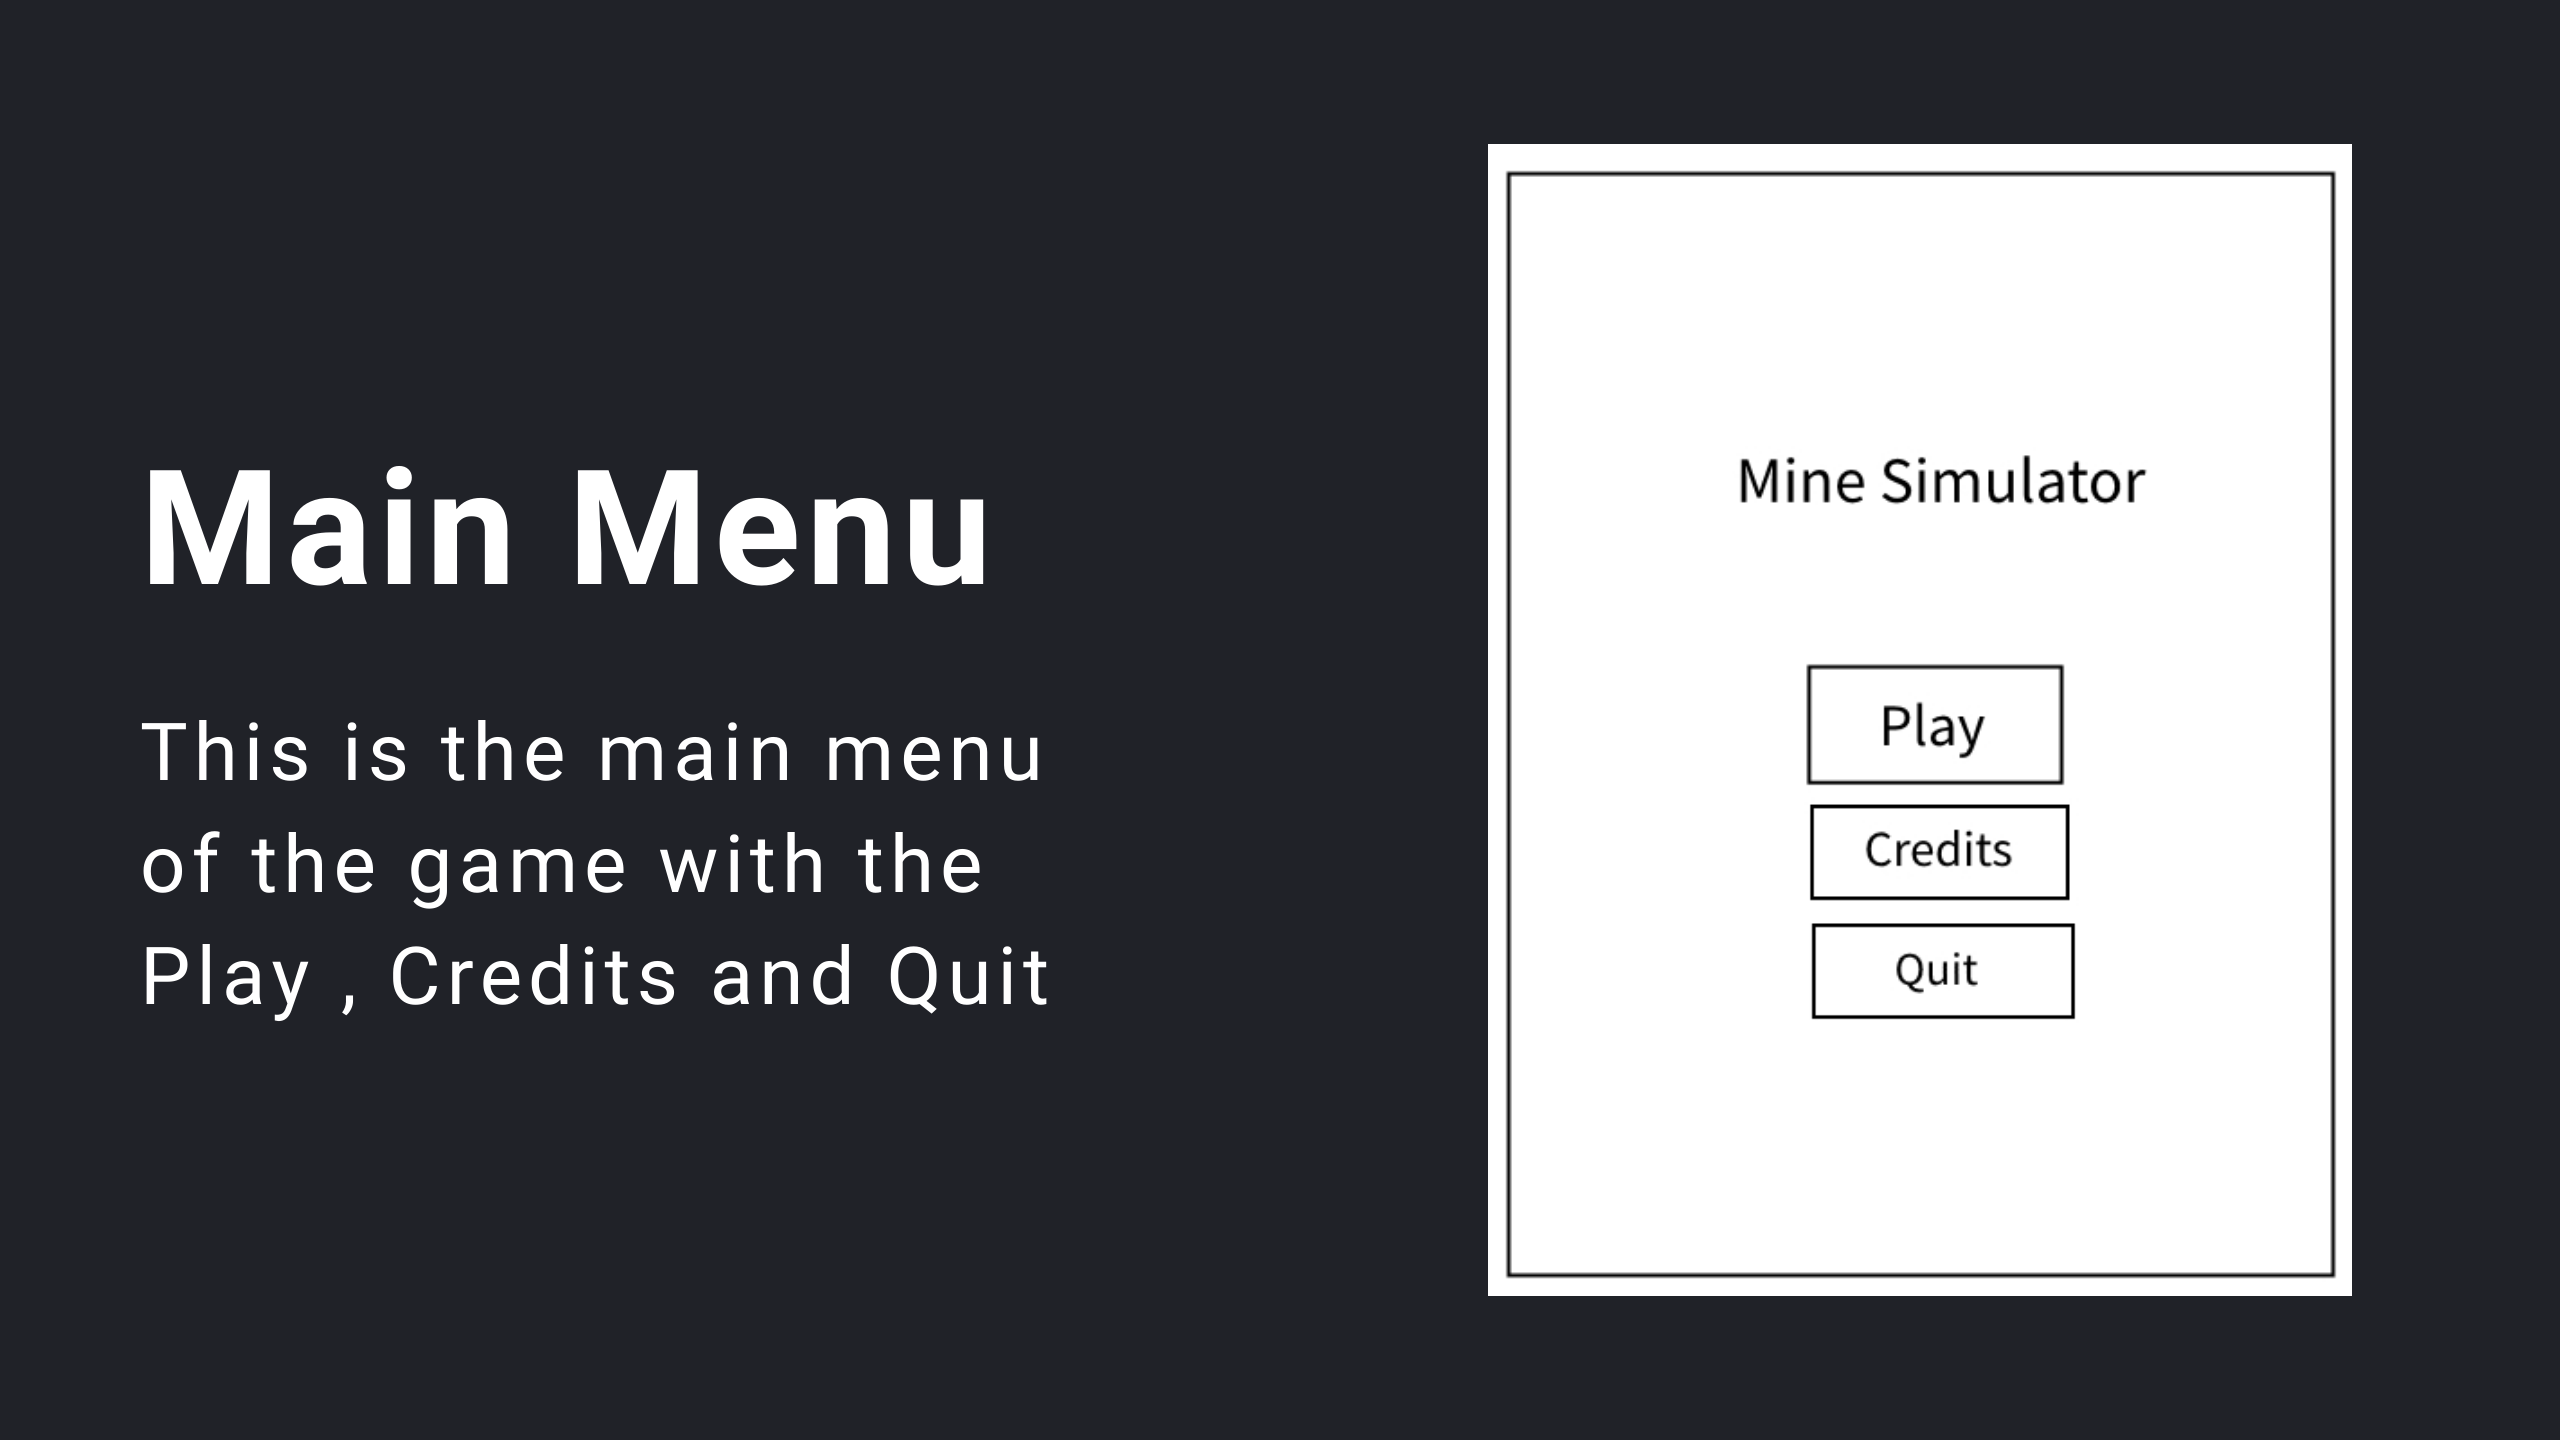 Main Menu
This is the main menu
of the game with the
Play , Credits and Quit
Mine Simulator
Play
Credits
Quit